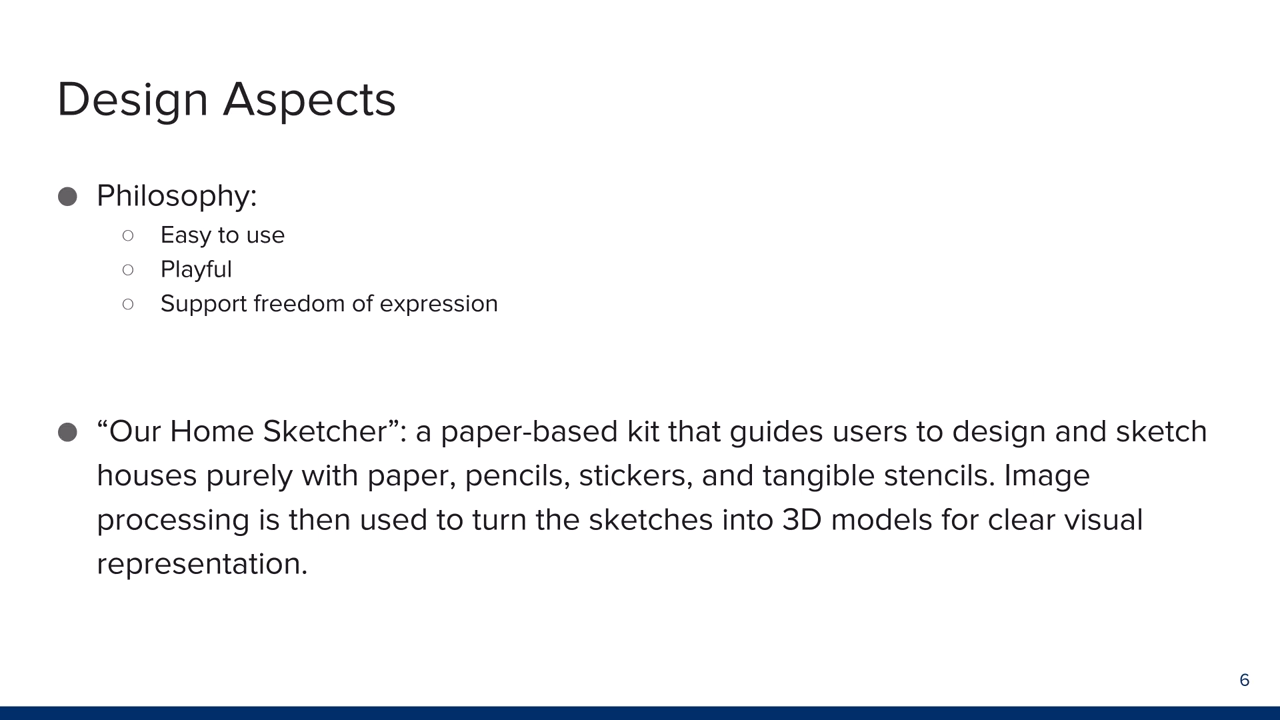 Design Aspects
● Philosophy:
○ Easy to use
○ Playful
○ Support freedom of expression
● “Our Home Sketcher”: a paper-based kit that guides users to design and sketch
houses purely with paper, pencils, stickers, and tangible stencils. Image
processing is then used to turn the sketches into 3D models for clear visual
representation.
6